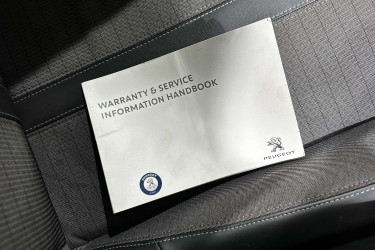 WARRANTY & SERVICE
INFORMATION HANDBOOK
PEUGEOT